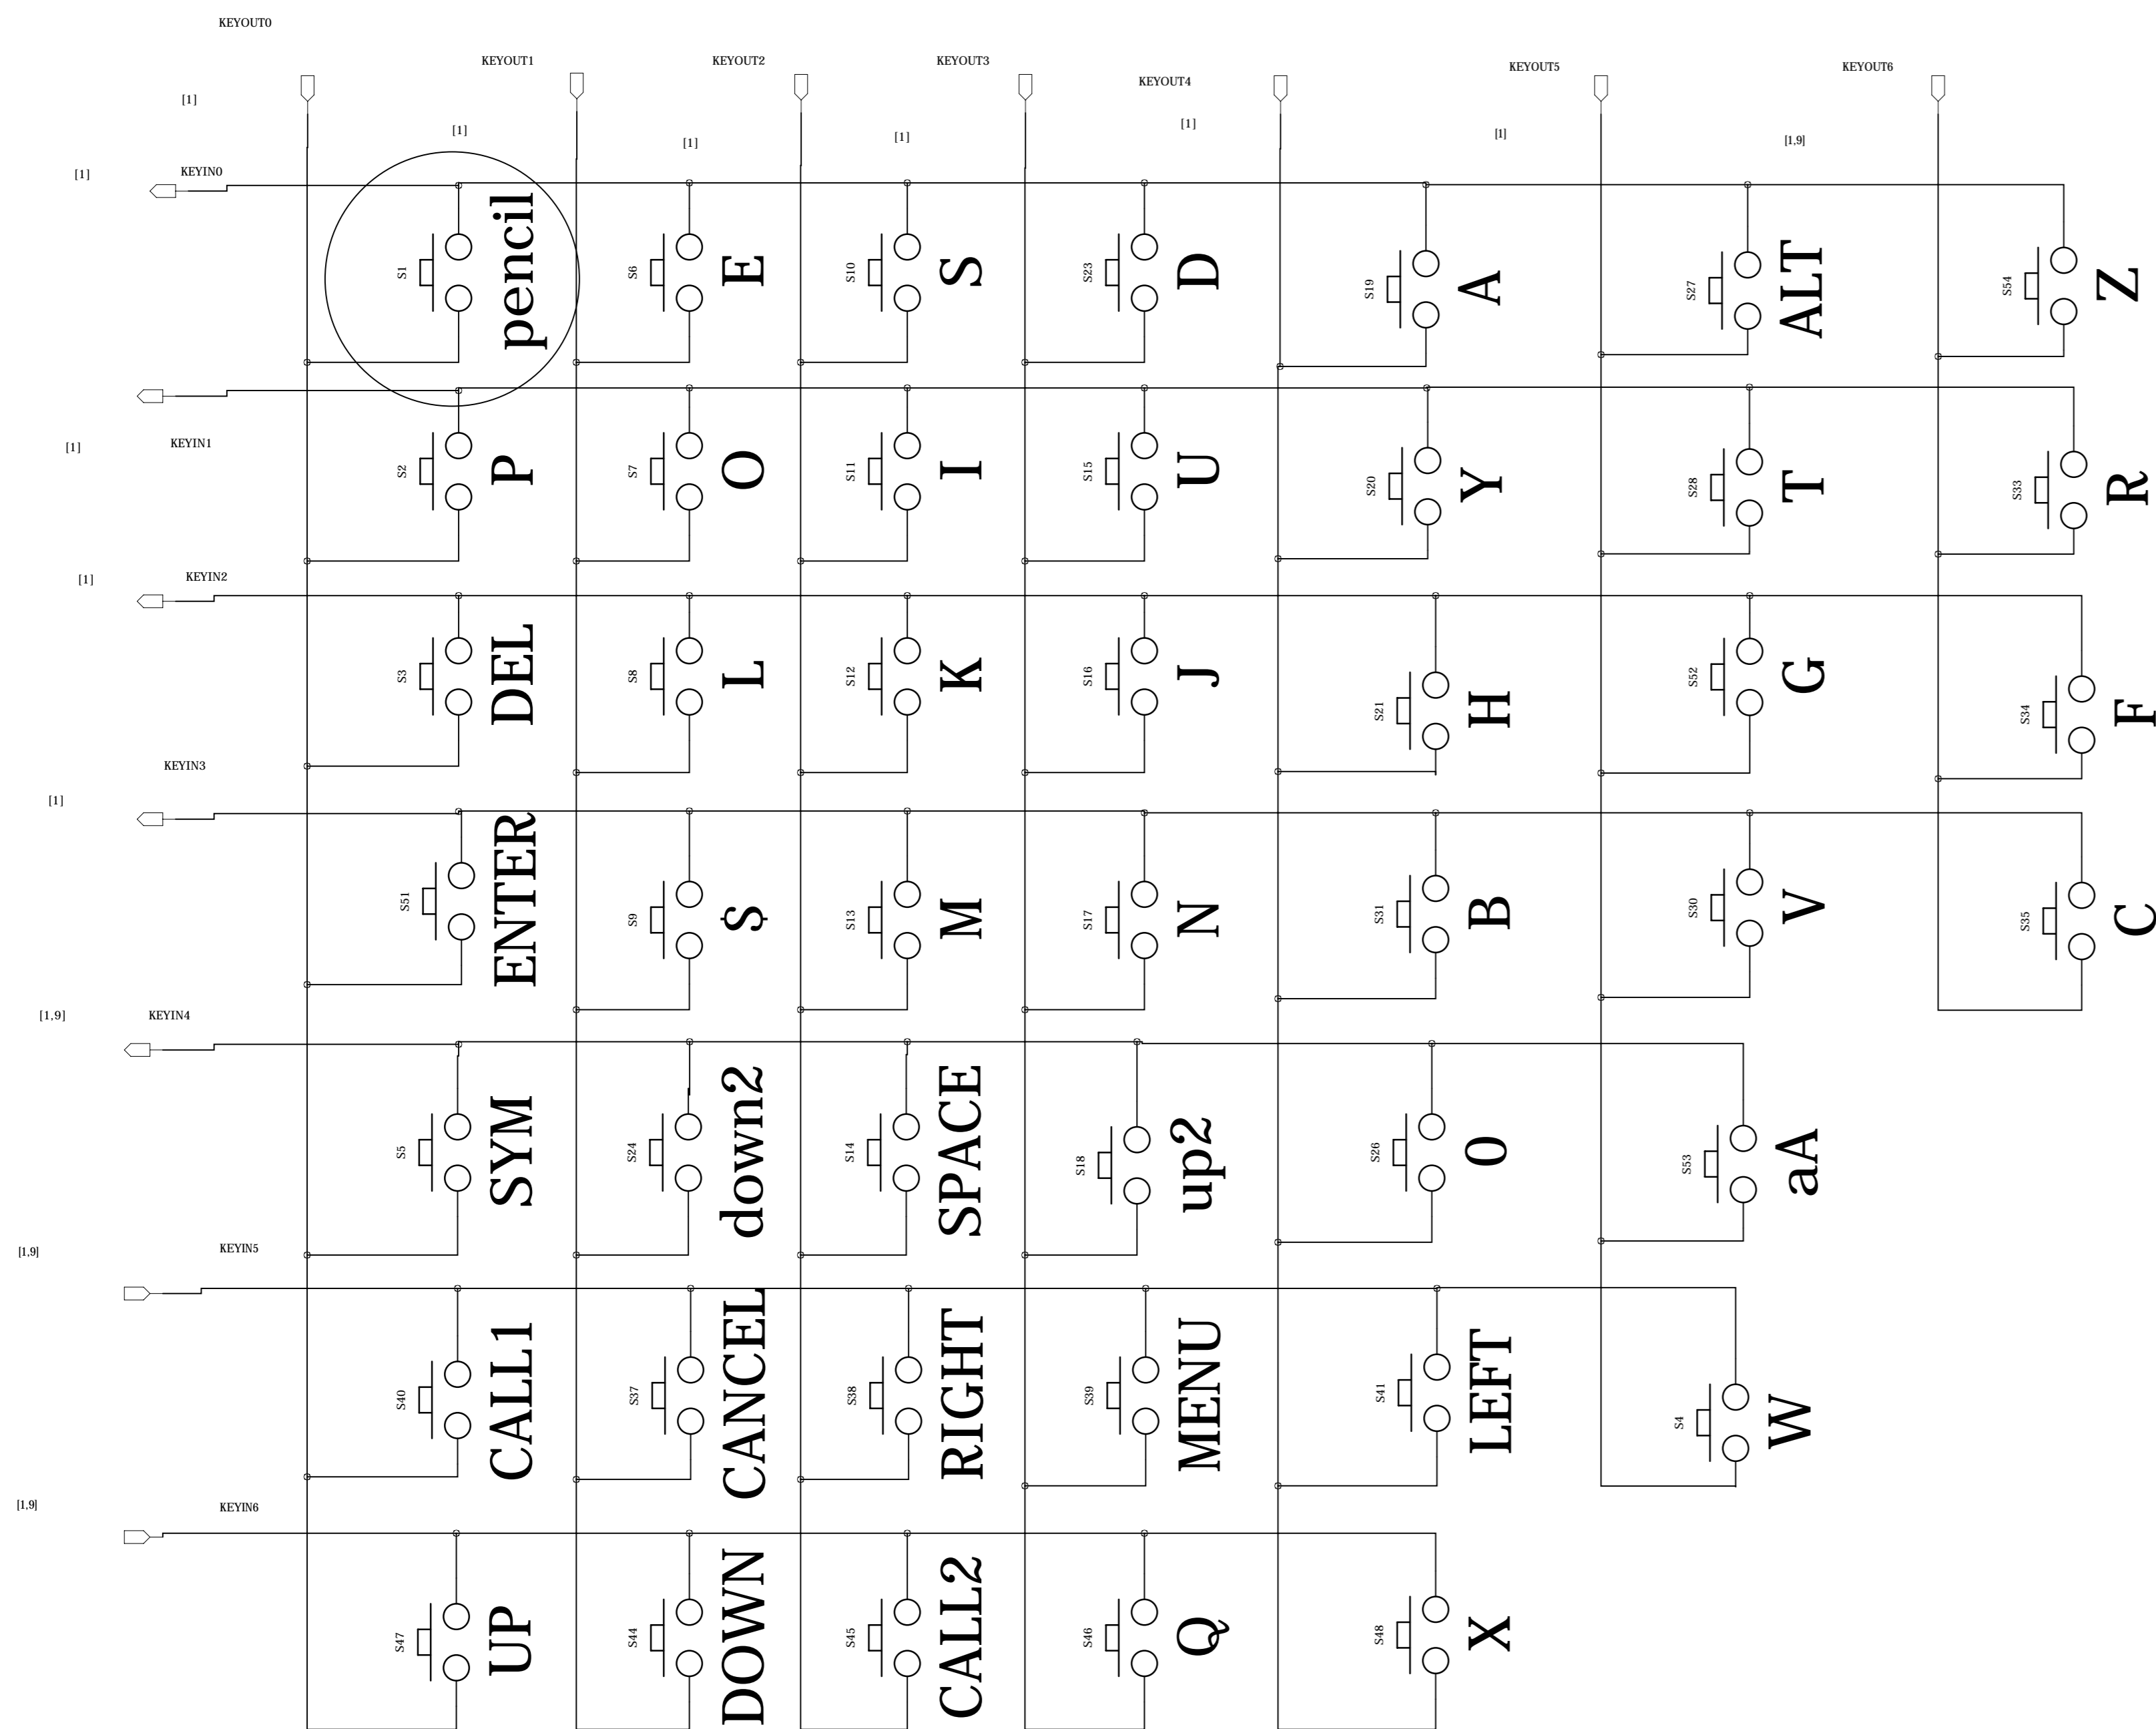 KEYOUT0
KEYOUT1 KEYOUT2 KEYOUT3 KEYOUT4 KEYOUT5 KEYOUT6
[1] [1] [1] [1] [1] [1] [1,9]
[1] KEYIN0
S1 pencil S6 E S10 S S23 D S19 A S27 ALT S54 Z
[1] KEYIN1
S2 P S7 O S11 I S15 U S20 Y S28 T S33 R
[1] KEYIN2
S3 DEL S8 L S12 K S16 J S21 H S52 G S34 F
KEYIN3
[1]
S51 ENTER S9 $ S13 M S17 N S31 B S30 V S35 C
[1,9] KEYIN4
S5 SYM S24 down2 S14 SPACE S18 up2 S26 0 S53 aA
[1,9] KEYIN5
S40 CALL1 S37 CANCEL S38 RIGHT S39 MENU S41 LEFT S4 W
[1,9] KEYIN6
S47 UP S44 DOWN S45 CALL2 S46 Q S48 X